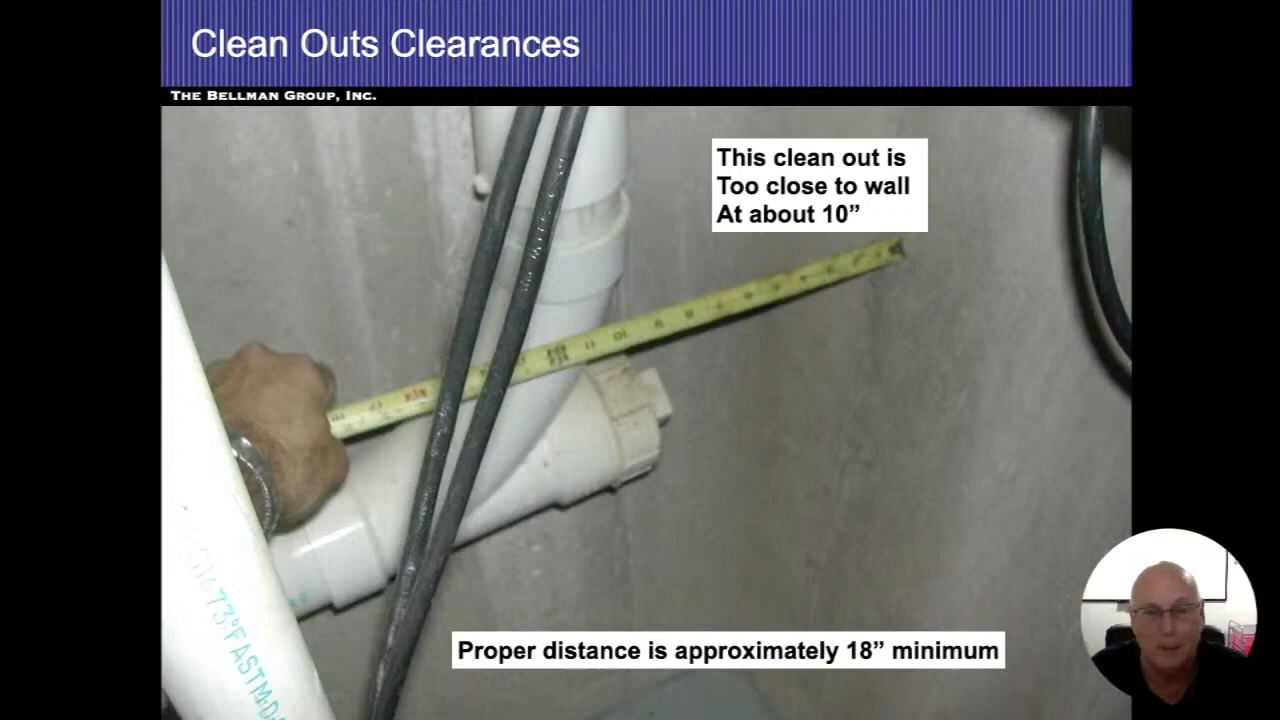 Clean Outs Clearances
THE BELLMAN GROUP, INC.
This clean out is
Too close to wall
At about 10”
Proper distance is approximately 18” minimum